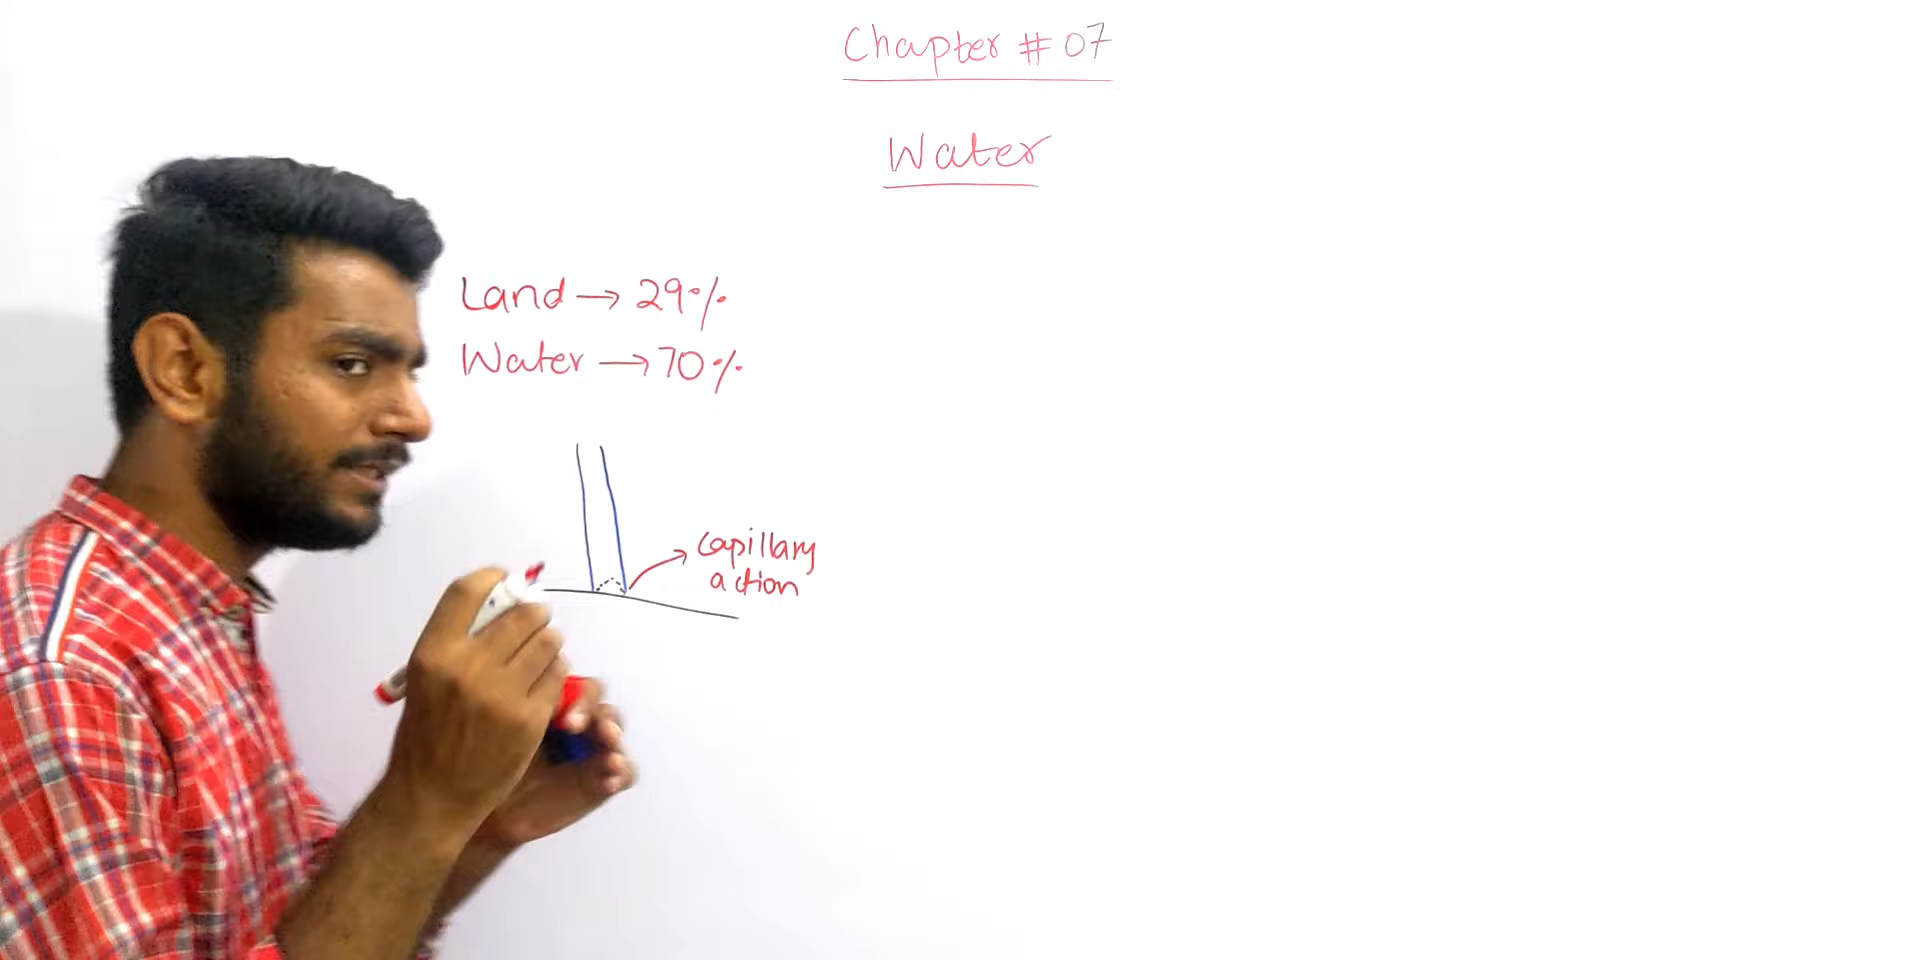 Chapter # 07
Water
Land → 29%
Water → 70%
Capillary
action